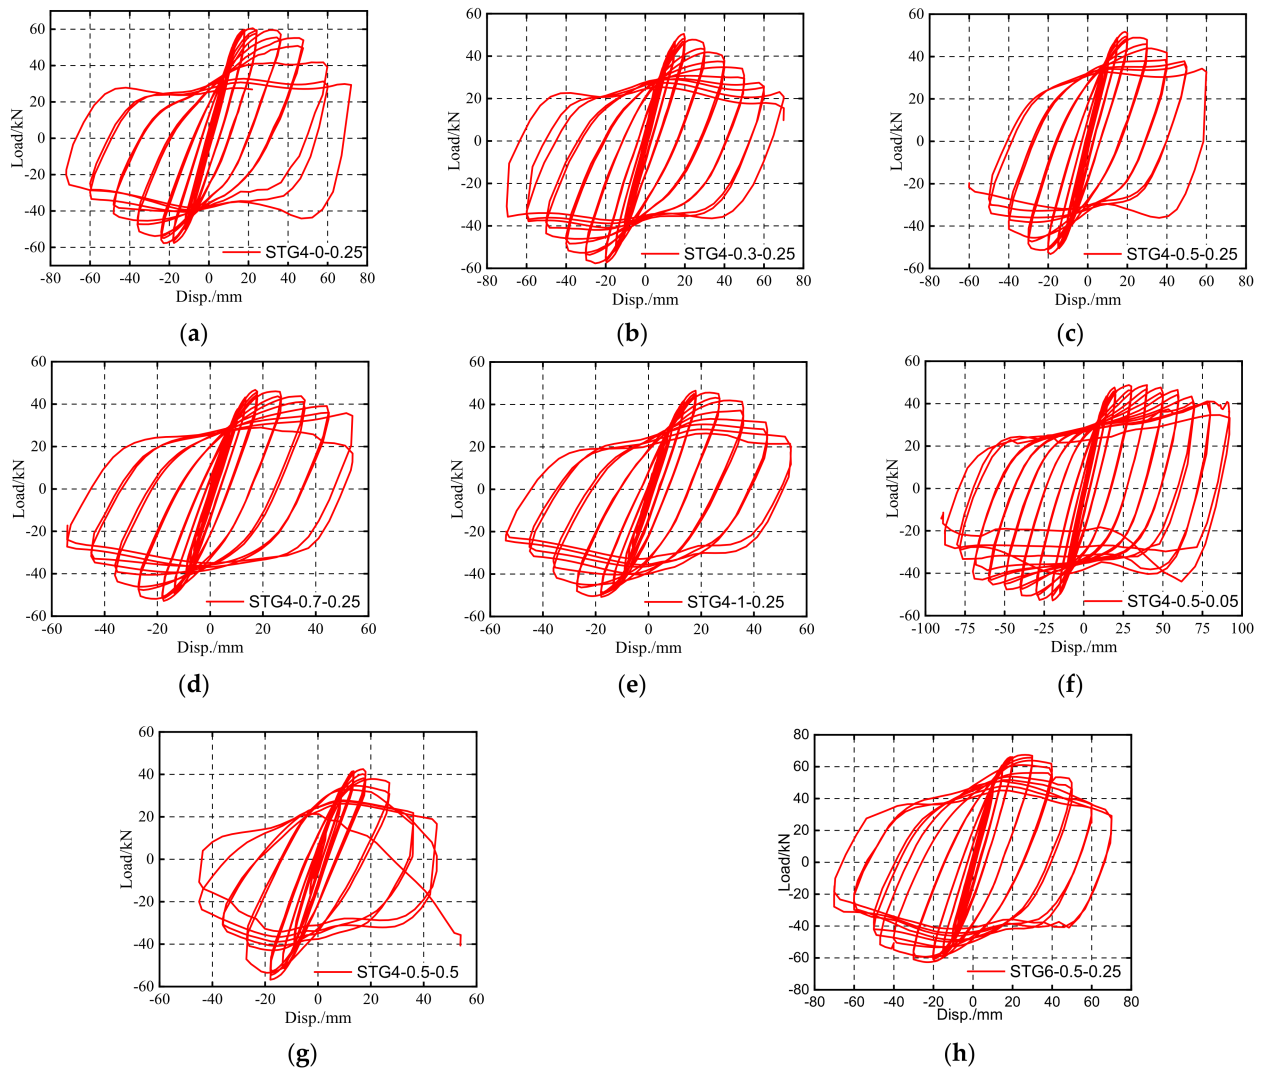 60
40
20
0
-20
-40
-60
Load/kN
-80 -60 -40 -20 0 20 40 60 80
Disp./mm
STG4-0-0.25
(a)
60
40
20
0
-20
-40
-60
Load/kN
-80 -60 -40 -20 0 20 40 60 80
Disp./mm
STG4-0.3-0.25
(b)
60
40
20
0
-20
-40
-60
Load/kN
-80 -60 -40 -20 0 20 40 60 80
Disp./mm
STG4-0.5-0.25
(c)
60
40
20
0
-20
-40
-60
Load/kN
-60 -40 -20 0 20 40 60
Disp./mm
STG4-0.7-0.25
(d)
60
40
20
0
-20
-40
-60
Load/kN
-60 -40 -20 0 20 40 60
Disp./mm
STG4-1-0.25
(e)
60
40
20
0
-20
-40
-60
Load/kN
-100 -75 -50 -25 0 25 50 75 100
Disp./mm
STG4-0.5-0.05
(f)
60
40
20
0
-20
-40
-60
Load/kN
-60 -40 -20 0 20 40 60
Disp./mm
STG4-0.5-0.5
(g)
80
60
40
20
0
-20
-40
-60
-80
Load/kN
-80 -60 -40 -20 0 20 40 60 80
Disp./mm
STG6-0.5-0.25
(h)